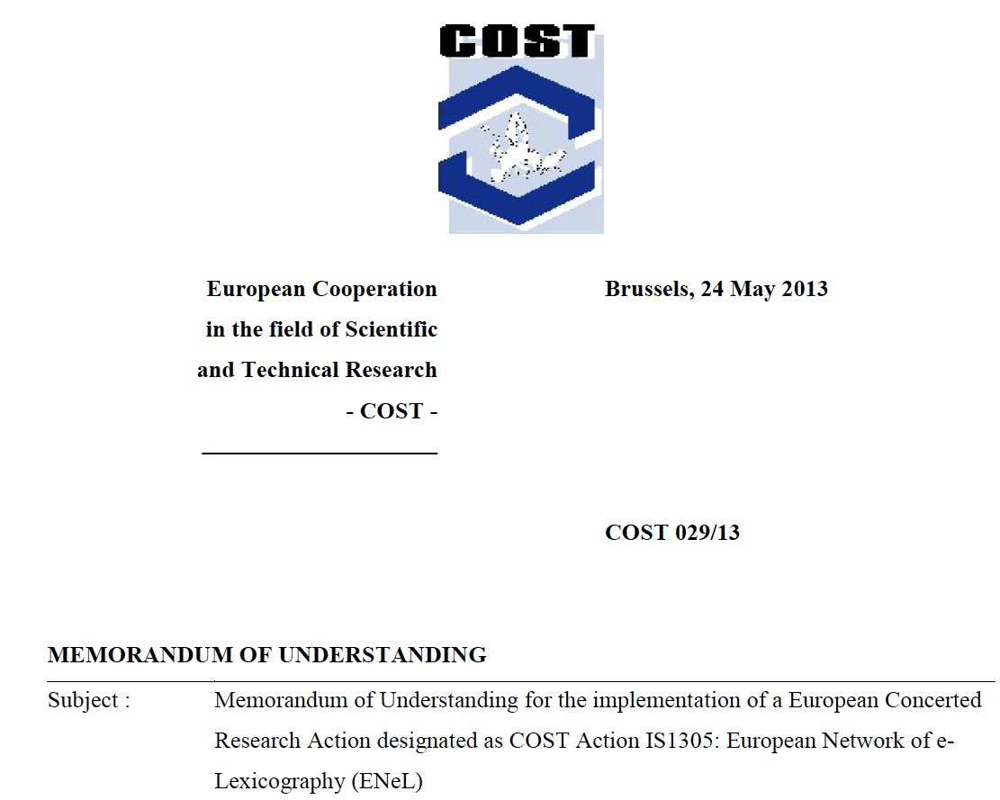 COST
European Cooperation
in the field of Scientific
and Technical Research
- COST -
Brussels, 24 May 2013
COST 029/13
MEMORANDUM OF UNDERSTANDING
Subject :
Memorandum of Understanding for the implementation of a European Concerted
Research Action designated as COST Action IS1305: European Network of e-
Lexicography (ENeL)